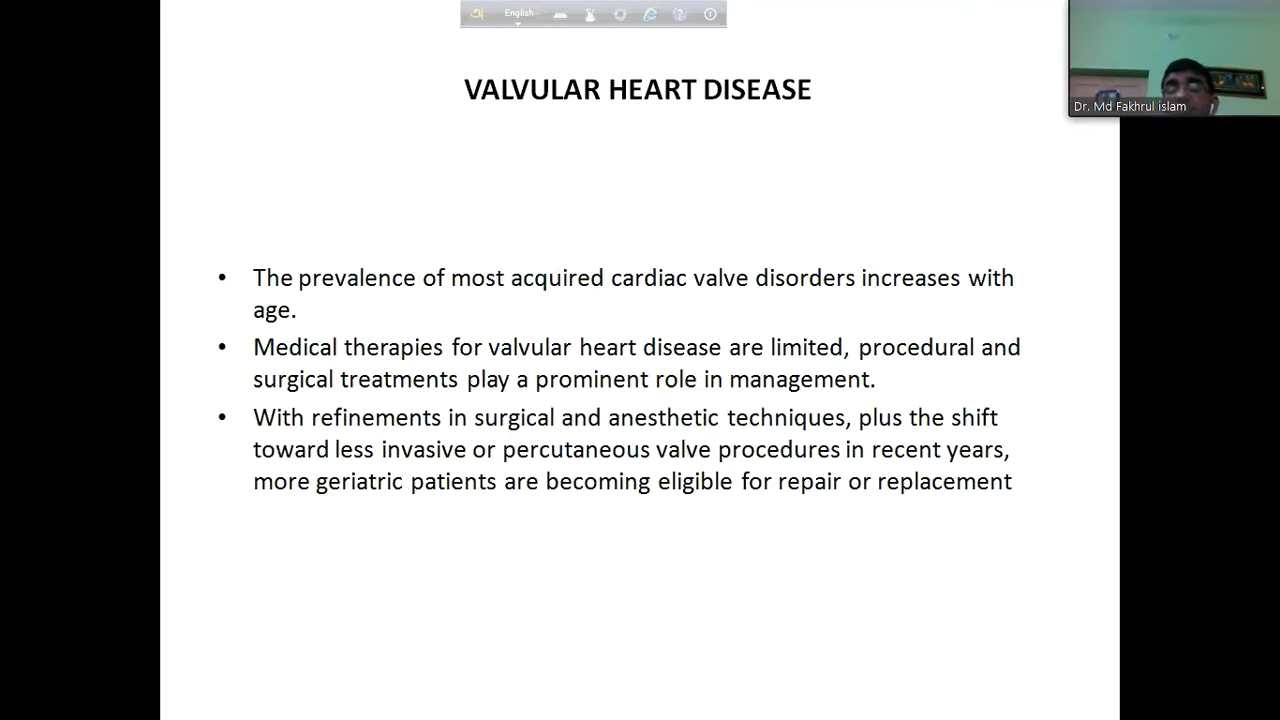 অ English
VALVULAR HEART DISEASE
Dr. Md Fakhrul islam
• The prevalence of most acquired cardiac valve disorders increases with
age.
• Medical therapies for valvular heart disease are limited, procedural and
surgical treatments play a prominent role in management.
• With refinements in surgical and anesthetic techniques, plus the shift
toward less invasive or percutaneous valve procedures in recent years,
more geriatric patients are becoming eligible for repair or replacement